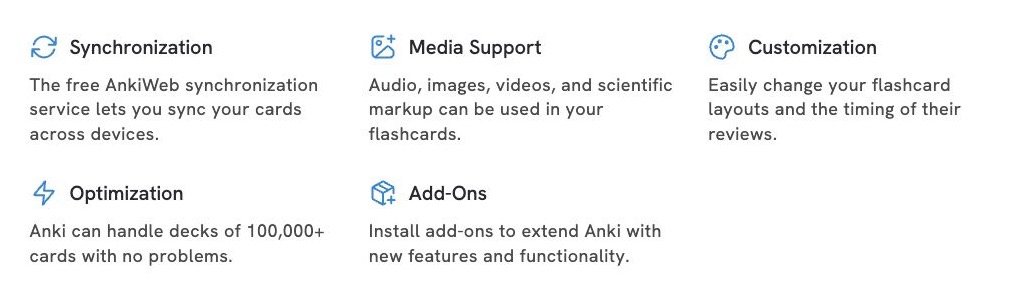 Synchronization
The free AnkiWeb synchronization
service lets you sync your cards
across devices.
Media Support
Audio, images, videos, and scientific
markup can be used in your
flashcards.
Customization
Easily change your flashcard
layouts and the timing of their
reviews.
Optimization
Anki can handle decks of 100,000+
cards with no problems.
Add-Ons
Install add-ons to extend Anki with
new features and functionality.